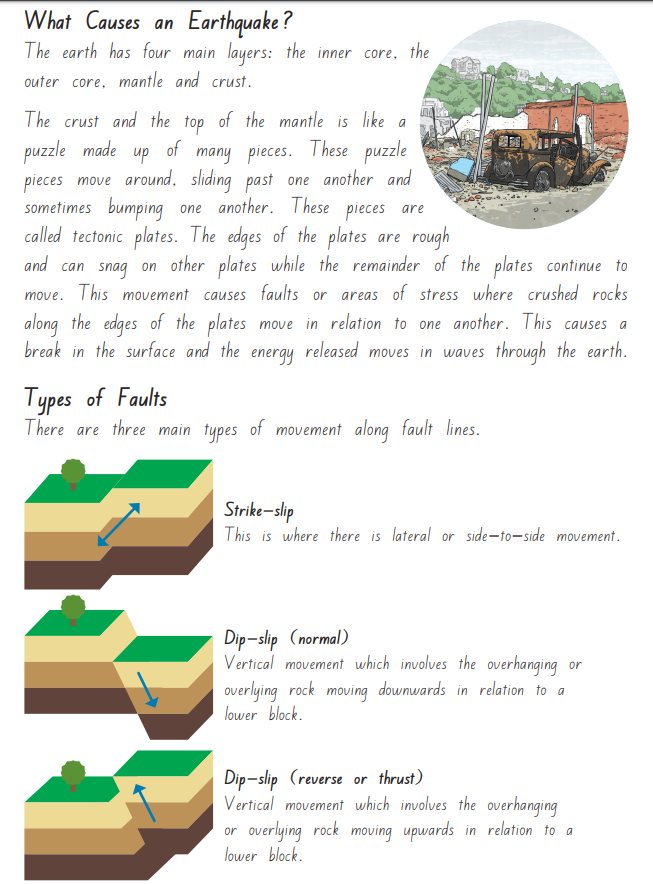 What Causes an Earthquake?
The earth has four main layers: the inner core, the
outer core, mantle and crust.
The crust and the top of the mantle is like a
puzzle made up of many pieces. These puzzle
pieces move around, sliding past one another and
sometimes bumping one another. These pieces are
called tectonic plates. The edges of the plates are rough
and can snag on other plates while the remainder of the plates continue to
move. This movement causes faults or areas of stress where crushed rocks
along the edges of the plates move in relation to one another. This causes a
break in the surface and the energy released moves in waves through the earth.
Types of Faults
There are three main types of movement along fault lines.
Strike–slip
This is where there is lateral or side–to–side movement.
Dip–slip (normal)
Vertical movement which involves the overhanging or
overlying rock moving downwards in relation to a
lower block.
Dip–slip (reverse or thrust)
Vertical movement which involves the overhanging
or overlying rock moving upwards in relation to a
lower block.